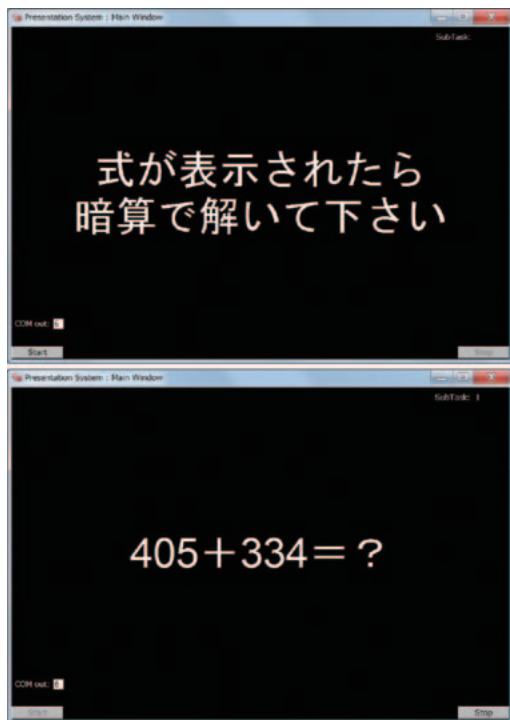 Presentation System : Main Window
SubTask:
式が表示されたら
暗算で解いて下さい
COM out: 6
Start
Stop
Presentation System : Main Window
SubTask: 1
405＋334＝？
COM out: 6
Start
Stop